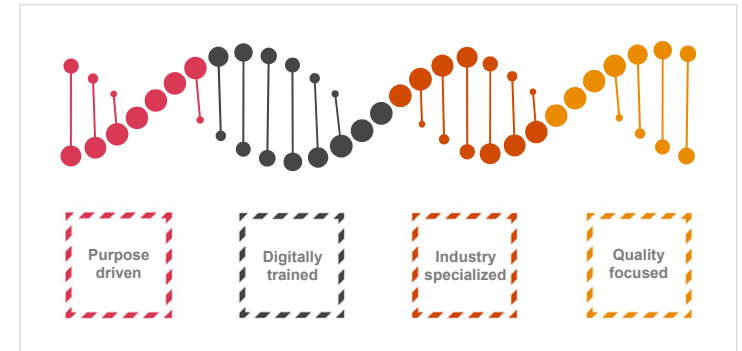 Purpose
driven
Digitally
trained
Industry
specialized
Quality
focused